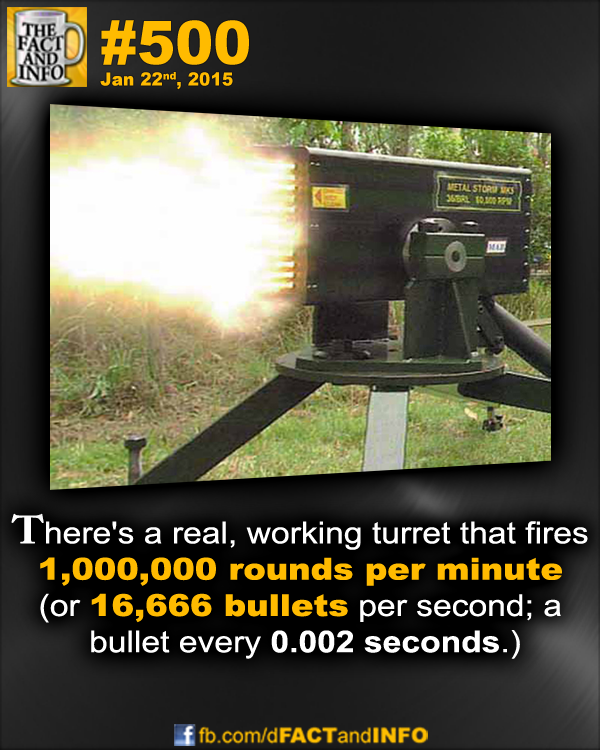 THE
FACT
AND
INFO
#500
Jan 22nd, 2015
METAL STORM MK5
36/BRL 60,000 RPM
MAB
There's a real, working turret that fires
1,000,000 rounds per minute
(or 16,666 bullets per second; a
bullet every 0.002 seconds.)
f fb.com/dFACTandINFO